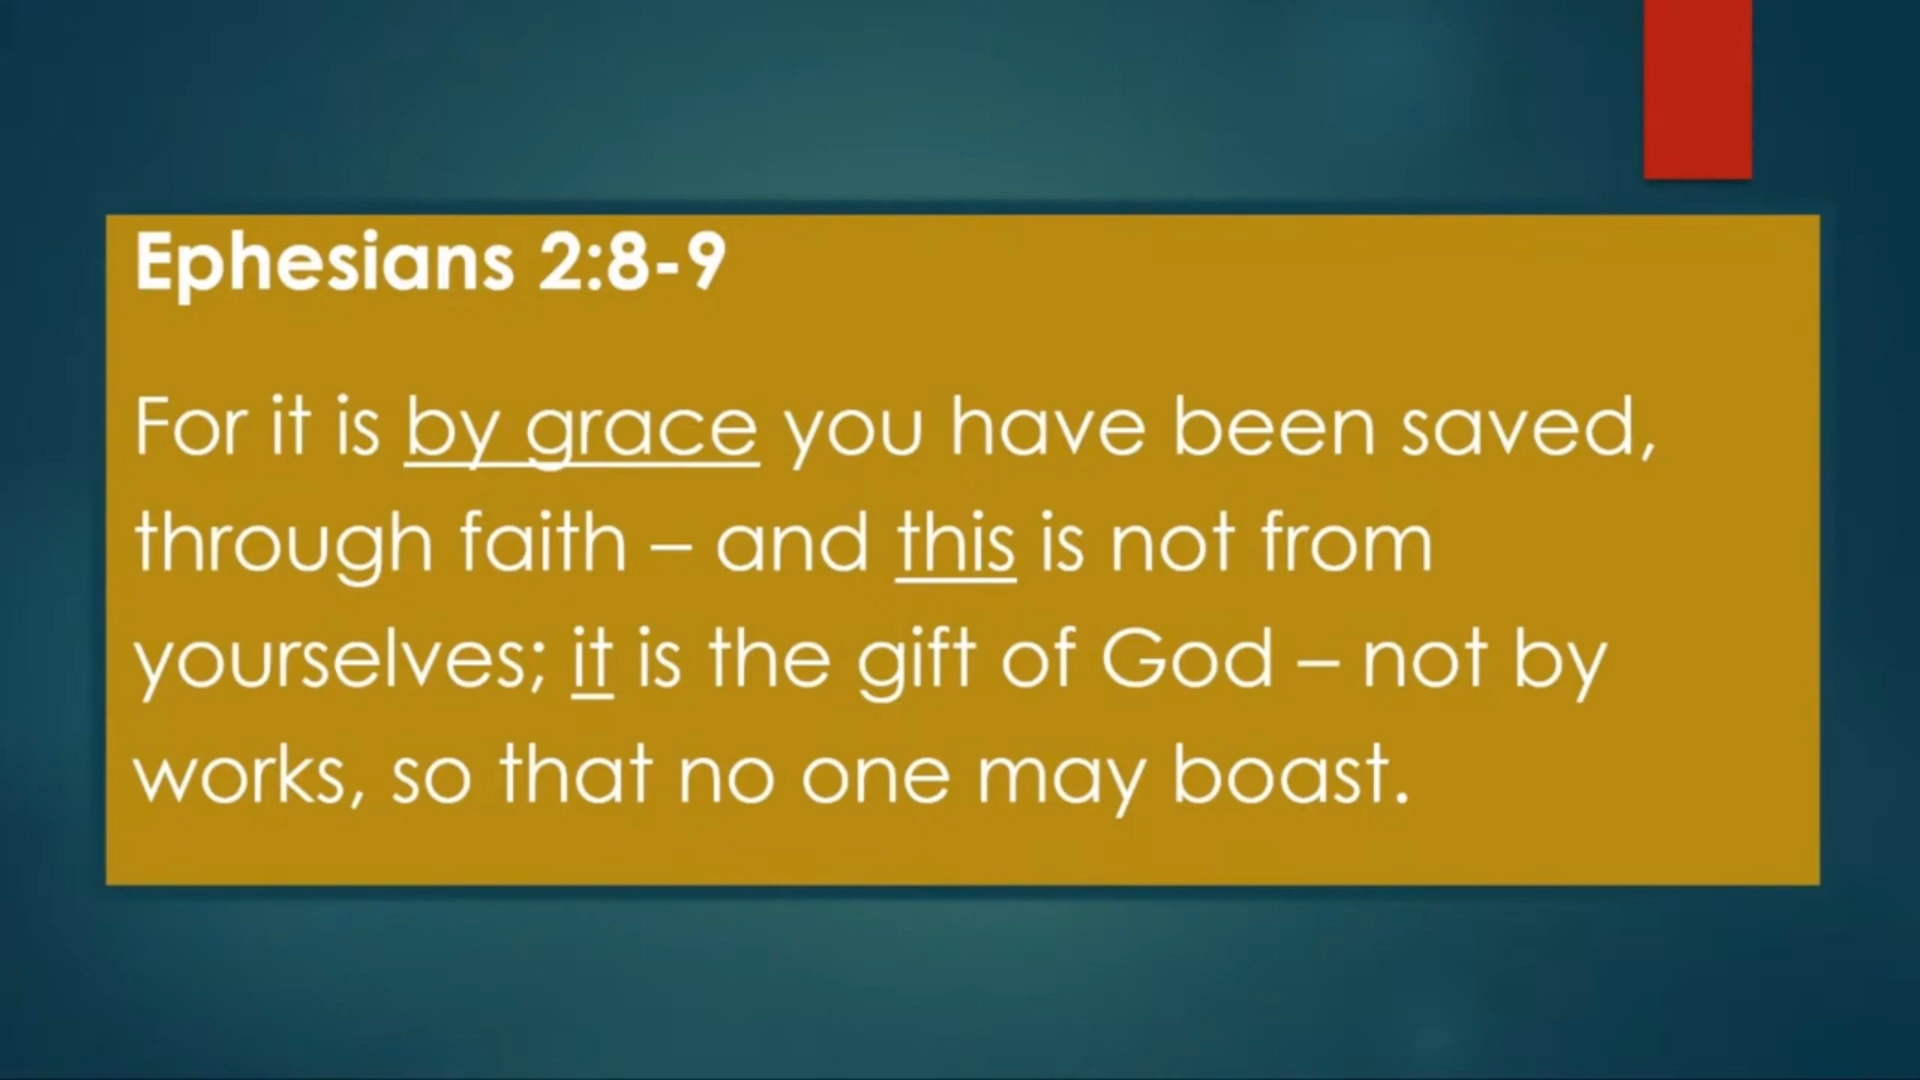 Ephesians 2:8-9
For it is by grace you have been saved,
through faith – and this is not from
yourselves; it is the gift of God – not by
works, so that no one may boast.